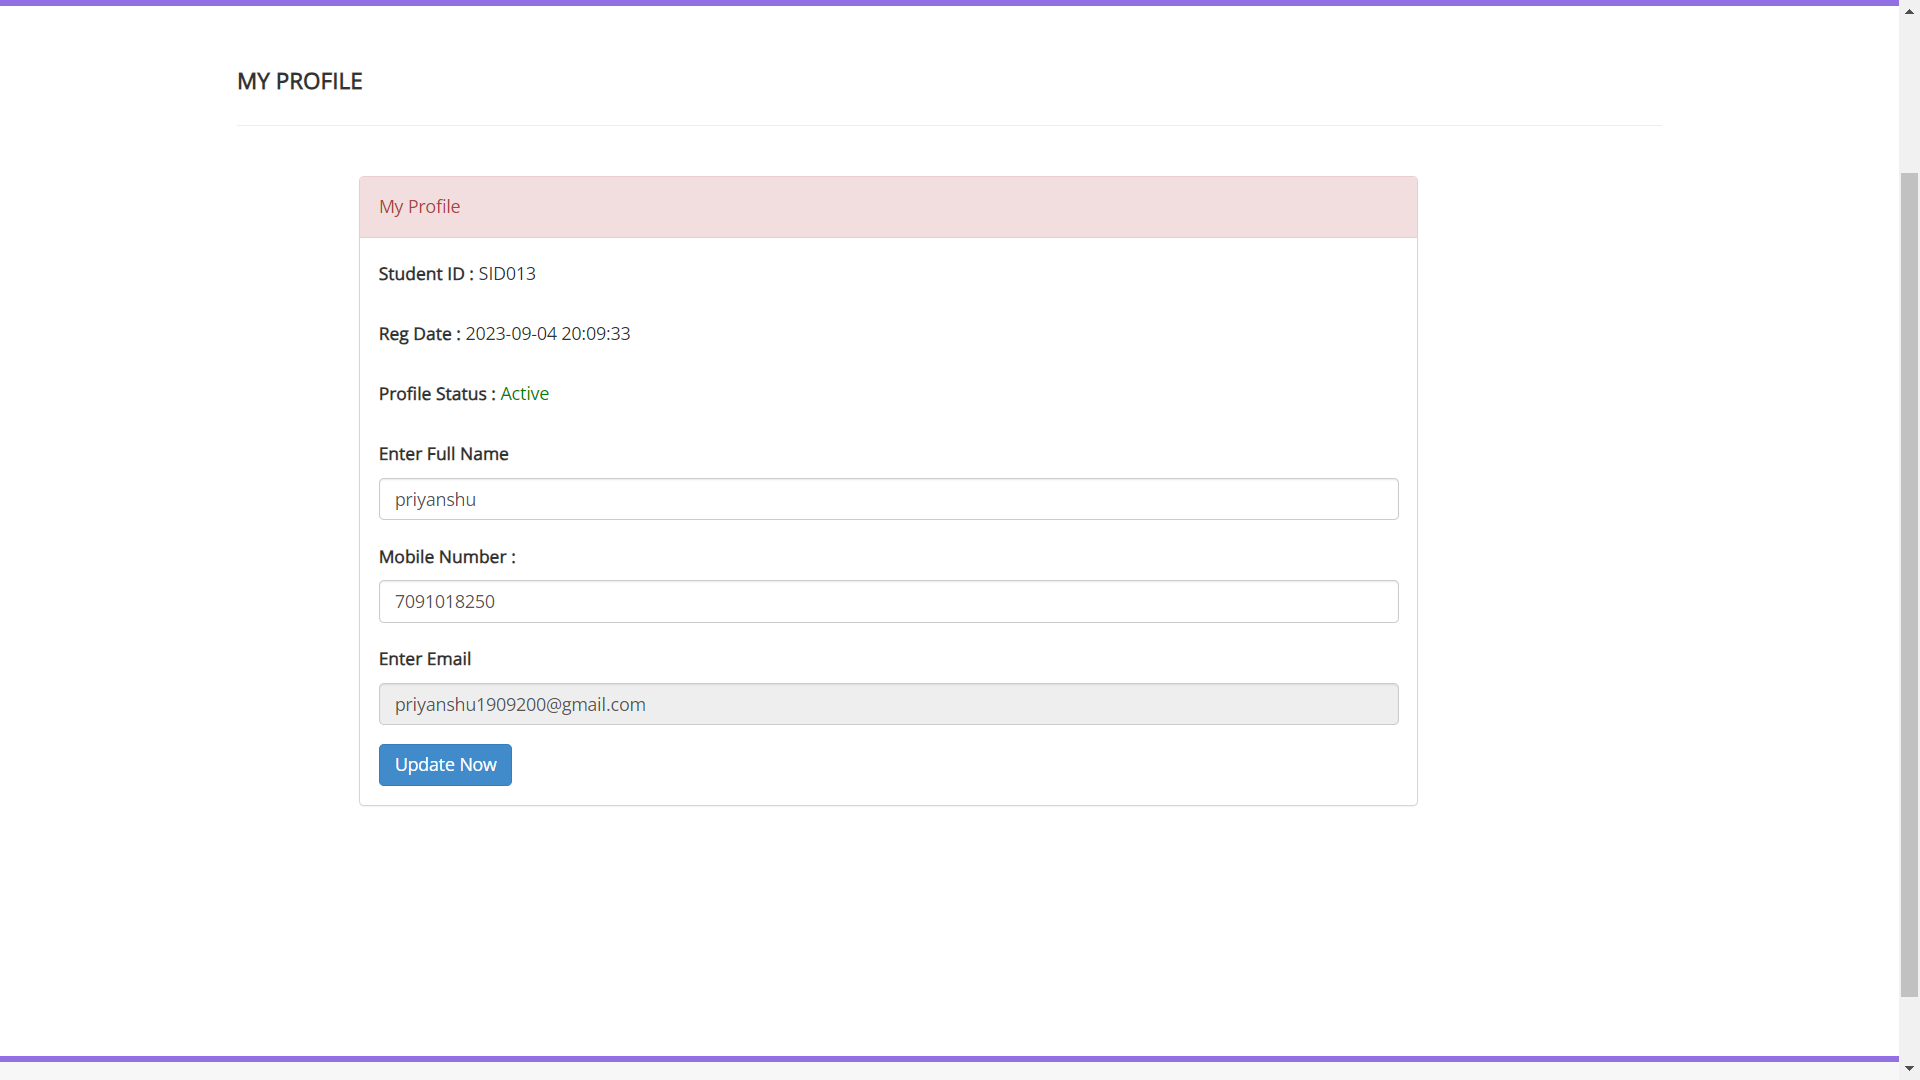 MY PROFILE
My Profile
Student ID : SID013
Reg Date : 2023-09-04 20:09:33
Profile Status : Active
Enter Full Name
priyanshu
Mobile Number :
7091018250
Enter Email
priyanshu1909200@gmail.com
Update Now